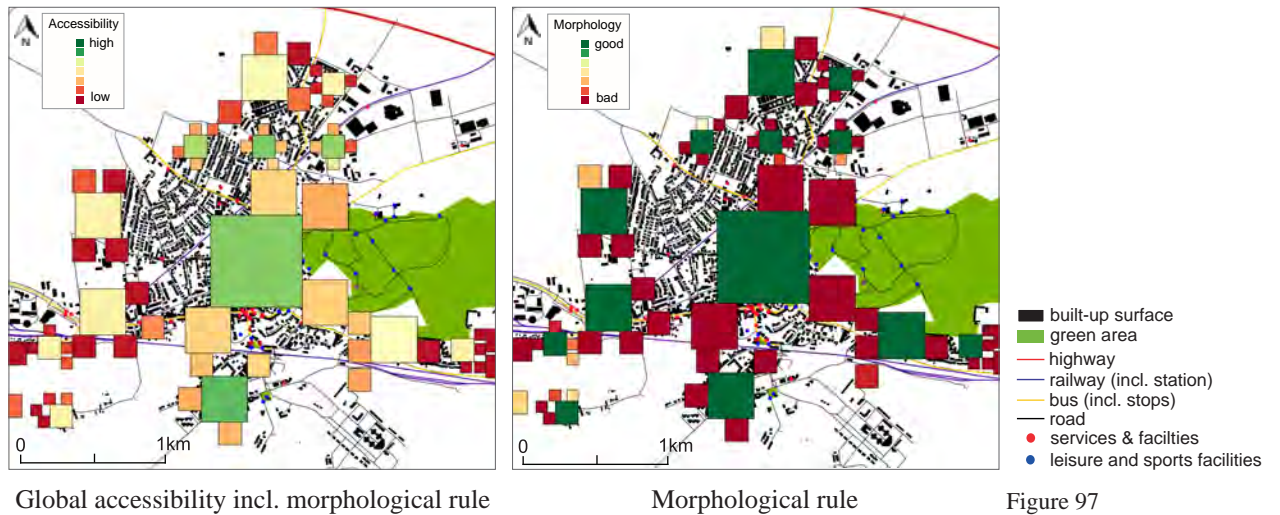 N
Accessibility
high
low
0
1km
N
Morphology
good
bad
0
1km
built-up surface
green area
highway
railway (incl. station)
bus (incl. stops)
road
services & facilties
leisure and sports facilities
Global accessibility incl. morphological rule
Morphological rule
Figure 97